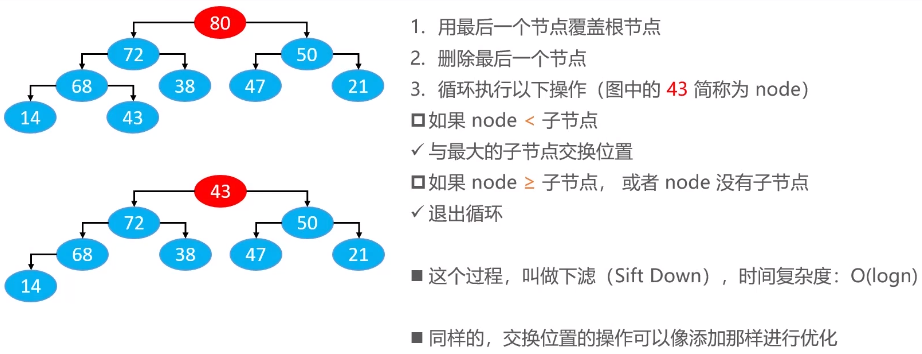 80
72
50
68
38
47
21
14
43
43
72
50
68
38
47
21
14
1. 用最后一个节点覆盖根节点
2. 删除最后一个节点
3. 循环执行以下操作（图中的 43 简称为 node）
如果 node < 子节点
✓ 与最大的子节点交换位置
如果 node ≥ 子节点， 或者 node 没有子节点
✓ 退出循环
■ 这个过程，叫做下滤（Sift Down），时间复杂度：O(logn)
■ 同样的，交换位置的操作可以像添加那样进行优化